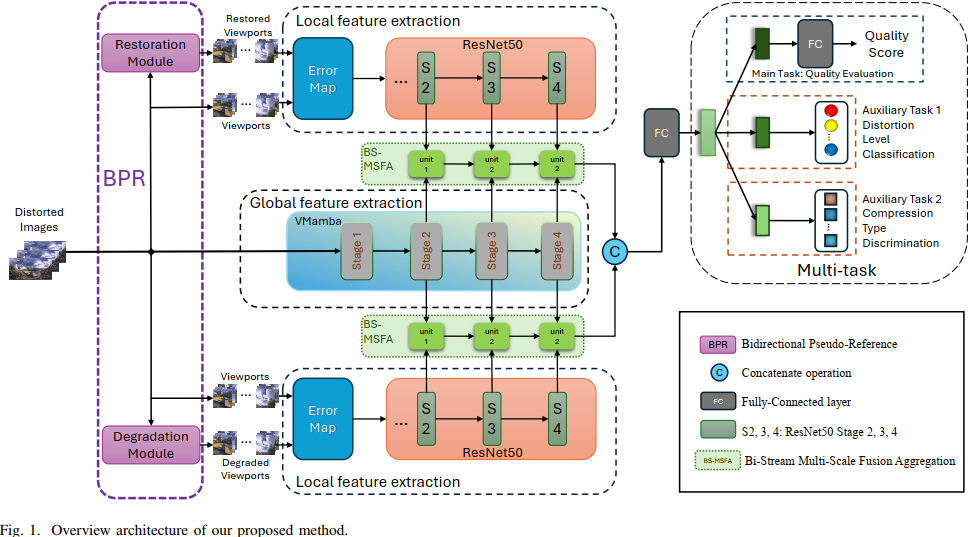 Restored
Viewports
Local feature extraction
Restoration
Module
Error
Map
ResNet50
...
S
2
S
3
S
4
...
Viewports
BS-
MSFA
unit
1
unit
2
unit
2
BPR
Global feature extraction
VMamba
Stage 1
Stage 2
Stage 3
Stage 4
Distorted
Images
C
BS-
MSFA
unit
1
unit
2
unit
2
Viewports
...
Degradation
Module
Error
Map
...
S
2
S
3
S
4
ResNet50
...
Degraded
Viewports
Local feature extraction
FC
FC
Quality
Score
Main Task: Quality Evaluation
Auxiliary Task 1
Distortion
Level
Classification
Auxiliary Task 2
Compression
Type
Discrimination
Multi-task
BPR Bidirectional Pseudo-Reference
C Concatenate operation
FC Fully-Connected layer
S2, 3, 4: ResNet50 Stage 2, 3, 4
BS-MSFA Bi-Stream Multi-Scale Fusion Aggregation
Fig. 1. Overview architecture of our proposed method.